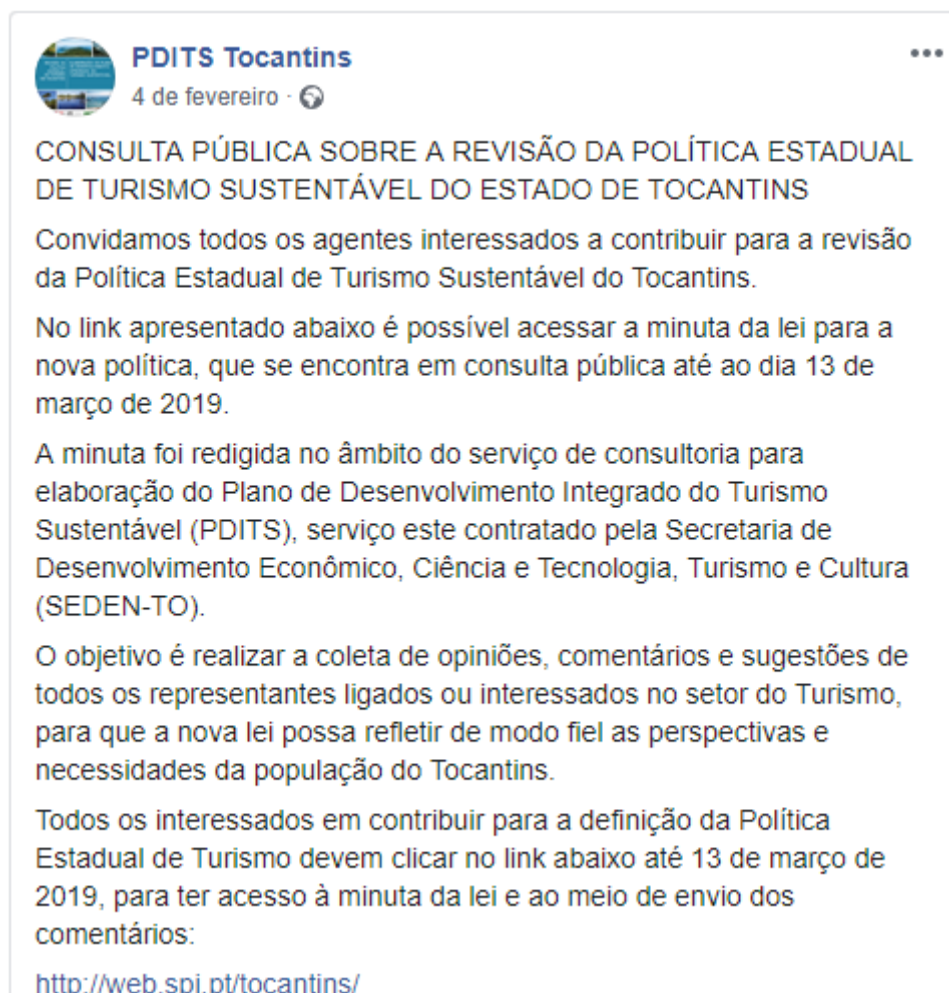 PDITS Tocantins
4 de fevereiro ·
CONSULTA PÚBLICA SOBRE A REVISÃO DA POLÍTICA ESTADUAL
DE TURISMO SUSTENTÁVEL DO ESTADO DE TOCANTINS
Convidamos todos os agentes interessados a contribuir para a revisão
da Política Estadual de Turismo Sustentável do Tocantins.
No link apresentado abaixo é possível acessar a minuta da lei para a
nova política, que se encontra em consulta pública até ao dia 13 de
março de 2019.
A minuta foi redigida no âmbito do serviço de consultoria para
elaboração do Plano de Desenvolvimento Integrado do Turismo
Sustentável (PDITS), serviço este contratado pela Secretaria de
Desenvolvimento Econômico, Ciência e Tecnologia, Turismo e Cultura
(SEDEN-TO).
O objetivo é realizar a coleta de opiniões, comentários e sugestões de
todos os representantes ligados ou interessados no setor do Turismo,
para que a nova lei possa refletir de modo fiel as perspectivas e
necessidades da população do Tocantins.
Todos os interessados em contribuir para a definição da Política
Estadual de Turismo devem clicar no link abaixo até 13 de março de
2019, para ter acesso à minuta da lei e ao meio de envio dos
comentários:
http://web.spi.pt/tocantins/